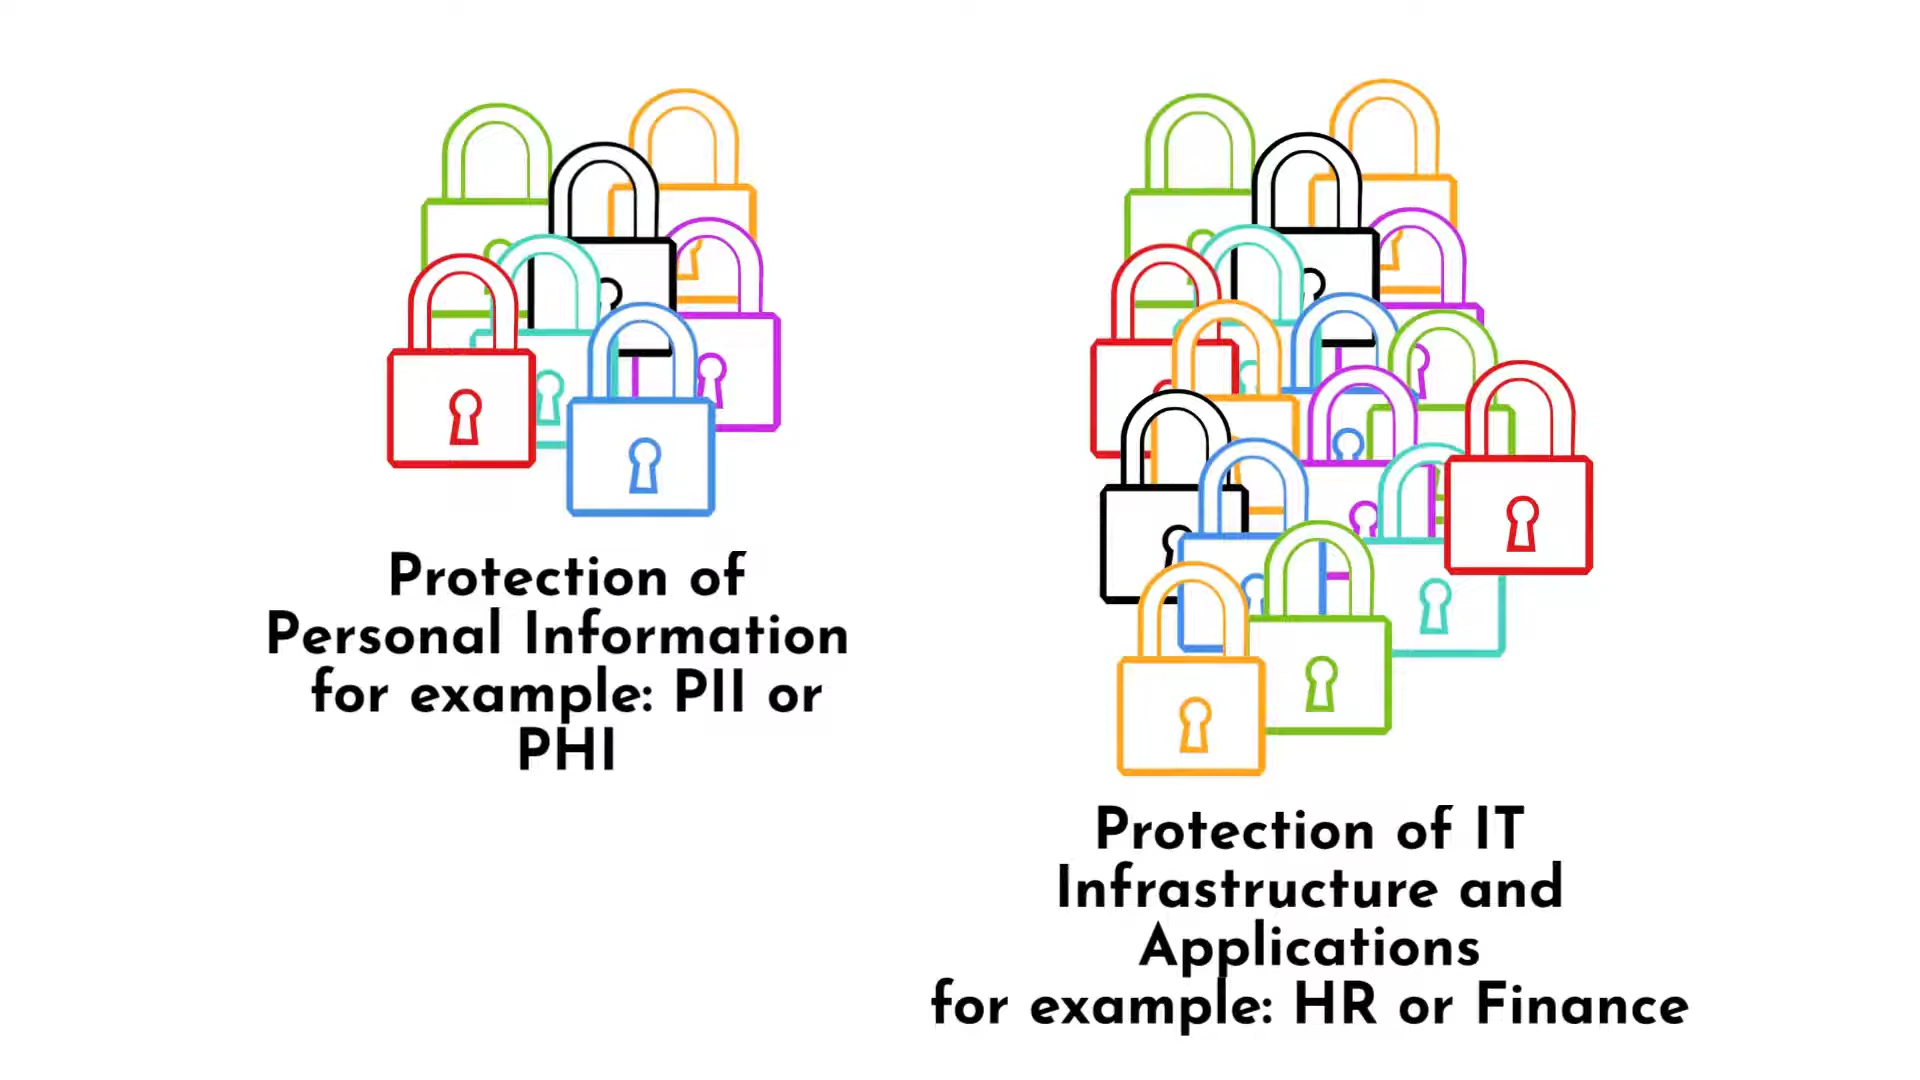 Protection of
Personal Information
for example: PII or
PHI
Protection of IT
Infrastructure and
Applications
for example: HR or Finance